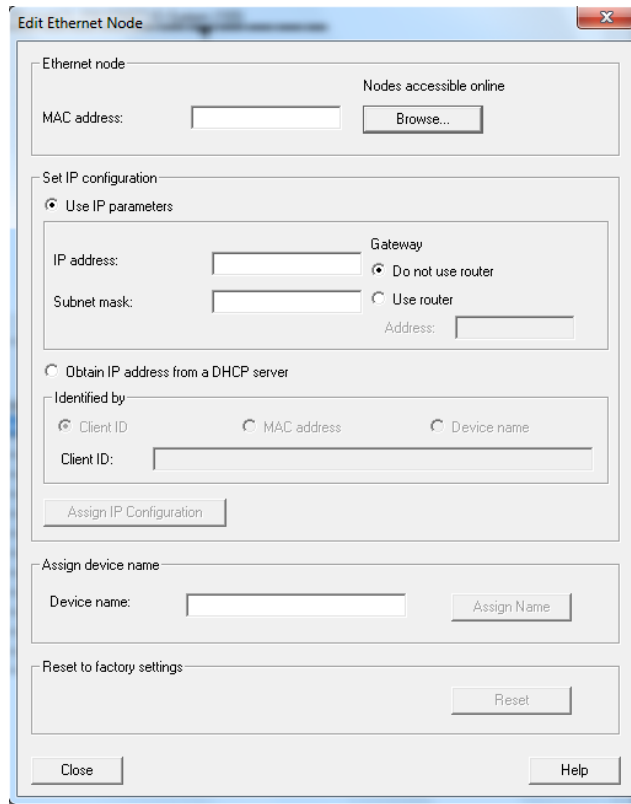 Edit Ethernet Node
Ethernet node
Nodes accessible online
MAC address:
Browse...
Set IP configuration
Use IP parameters
Gateway
IP address:
Do not use router
Subnet mask:
Use router
Address:
Obtain IP address from a DHCP server
Identified by
Client ID
MAC address
Device name
Client ID:
Assign IP Configuration
Assign device name
Device name:
Assign Name
Reset to factory settings
Reset
Close
Help